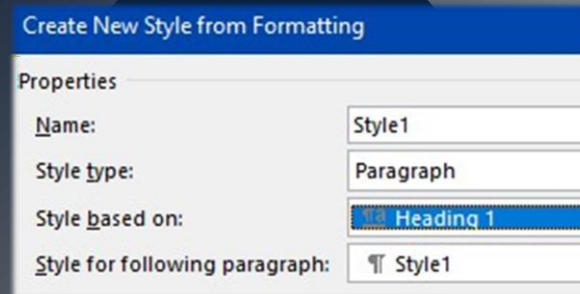 Create New Style from Formatting
Properties
Name: Style1
Style type: Paragraph
Style based on: ¶a Heading 1
Style for following paragraph: ¶ Style1